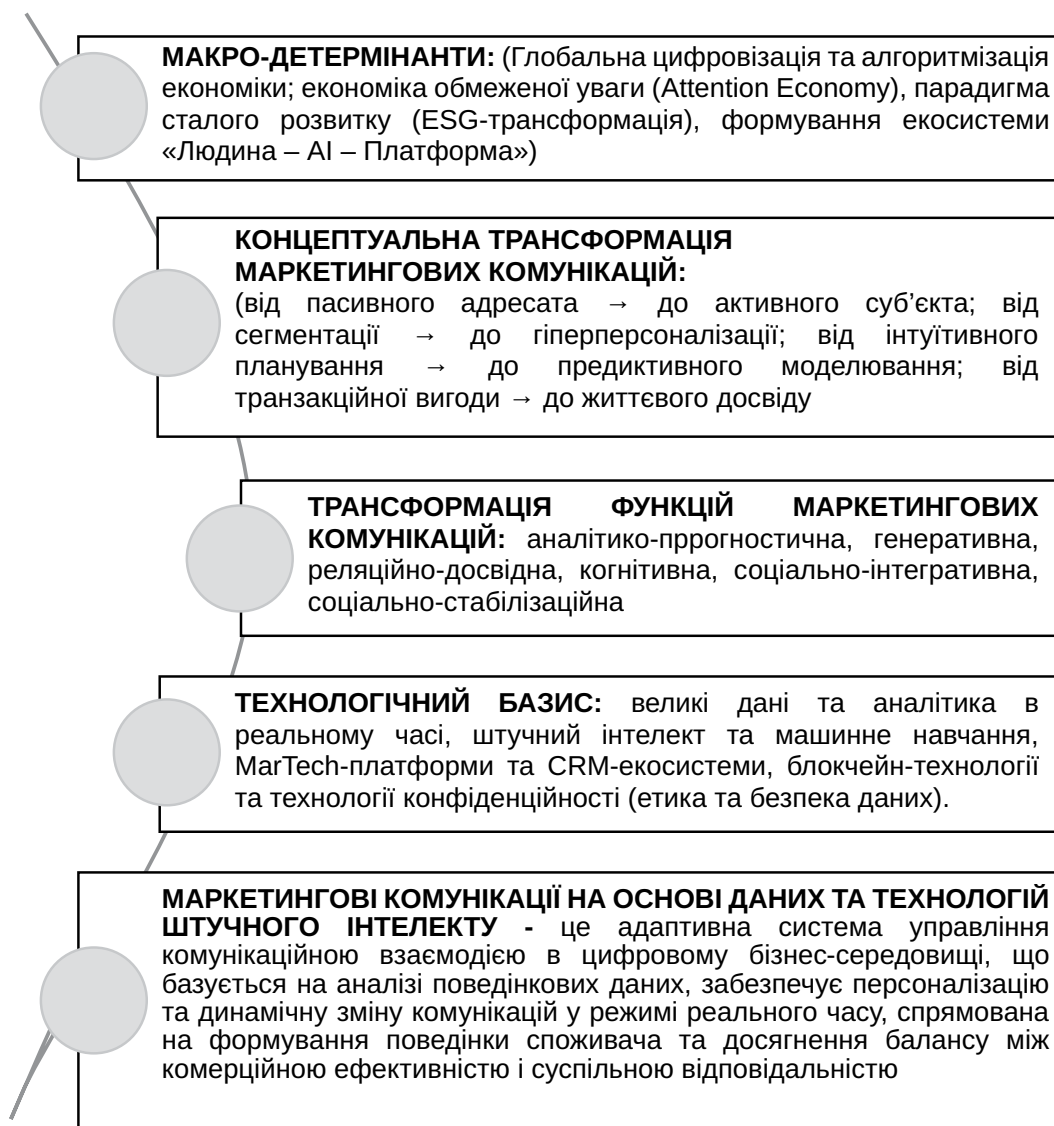 МАКРО-ДЕТЕРМІНАНТИ: (Глобальна цифровізація та алгоритмізація
економіки; економіка обмеженої уваги (Attention Economy), парадигма
сталого розвитку (ESG-трансформація), формування екосистеми
«Людина – AI – Платформа»)
КОНЦЕПТУАЛЬНА ТРАНСФОРМАЦІЯ
МАРКЕТИНГОВИХ КОМУНІКАЦІЙ:
(від пасивного адресата → до активного суб’єкта; від
сегментації → до гіперперсоналізації; від інтуїтивного
планування → до предиктивного моделювання; від
транзакційної вигоди → до життєвого досвіду
ТРАНСФОРМАЦІЯ ФУНКЦІЙ МАРКЕТИНГОВИХ
КОМУНІКАЦІЙ: аналітико-пррогностична, генеративна,
реляційно-досвідна, когнітивна, соціально-інтегративна,
соціально-стабілізаційна
ТЕХНОЛОГІЧНИЙ БАЗИС: великі дані та аналітика в
реальному часі, штучний інтелект та машинне навчання,
MarTech-платформи та CRM-екосистеми, блокчейн-технології
та технології конфіденційності (етика та безпека даних).
МАРКЕТИНГОВІ КОМУНІКАЦІЇ НА ОСНОВІ ДАНИХ ТА ТЕХНОЛОГІЙ
ШТУЧНОГО ІНТЕЛЕКТУ - це адаптивна система управління
комунікаційною взаємодією в цифровому бізнес-середовищі, що
базується на аналізі поведінкових даних, забезпечує персоналізацію
та динамічну зміну комунікацій у режимі реального часу, спрямована
на формування поведінки споживача та досягнення балансу між
комерційною ефективністю і суспільною відповідальністю